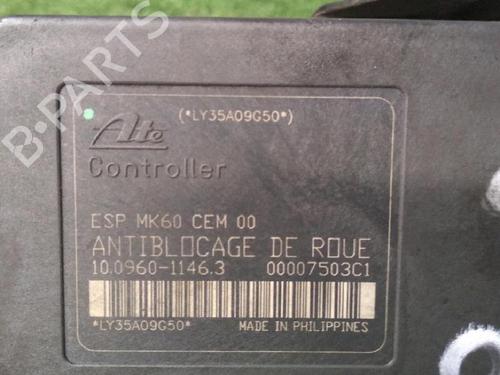 (*LY35A09G50*)
Ate
Controller
ESP MK60 CEM 00
ANTIBLOCAGE DE ROUE
10.0960-1146.3 00007503C1
*LY35A09G50* MADE IN PHILIPPINES
B-PARTS